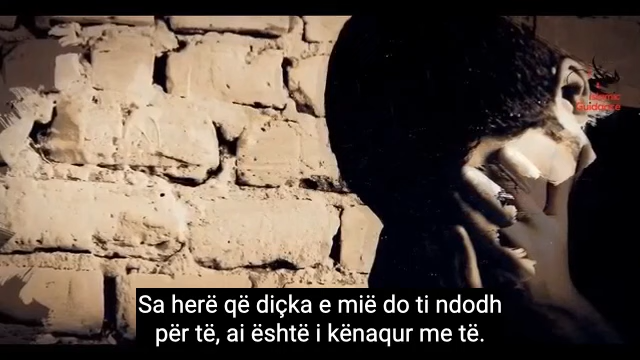 Islamic
Guidance
Sa herë që diçka e mië do ti ndodh
për të, ai është i kënaqur me të.